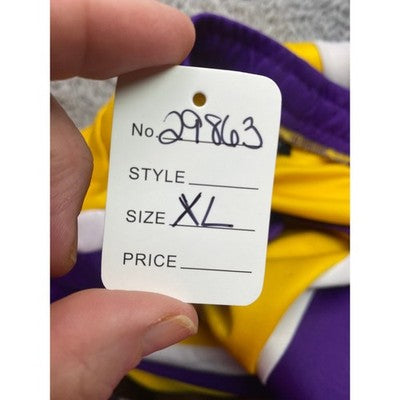 No. 29863
STYLE
SIZE XL
PRICE